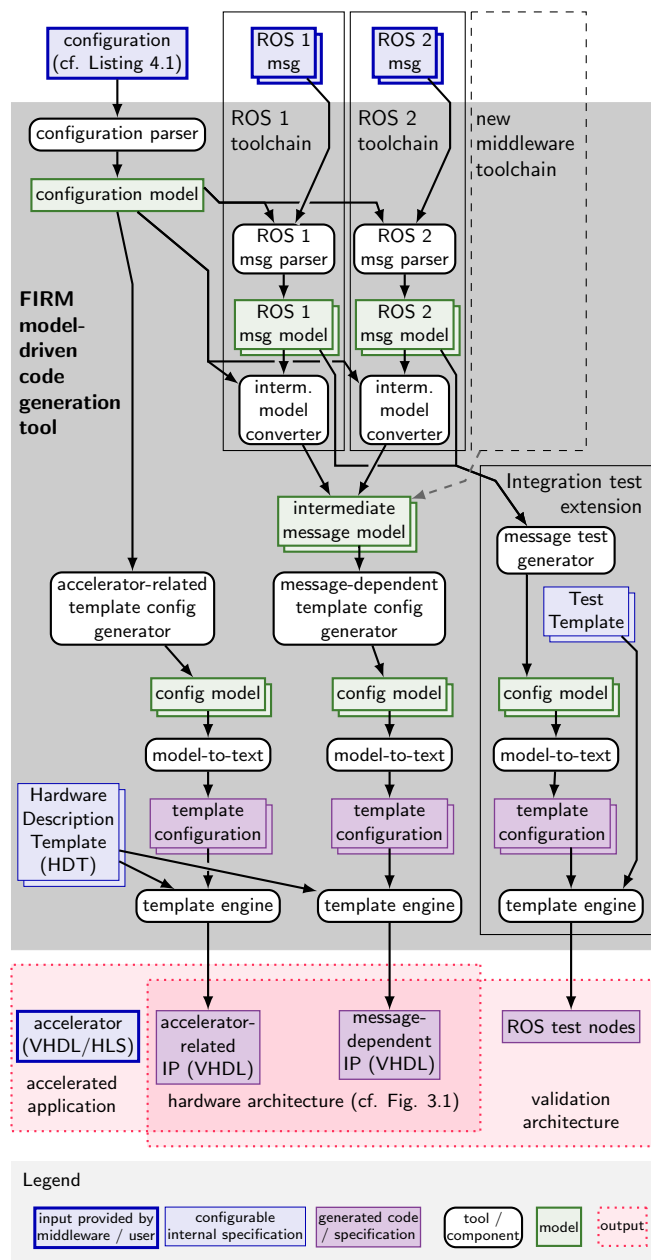 configuration
(cf. Listing 4.1)
ROS 1
msg
ROS 2
msg
configuration parser
ROS 1
toolchain
ROS 2
toolchain
new
middleware
toolchain
configuration model
ROS 1
msg parser
ROS 2
msg parser
FIRM
model-
driven
code
generation
tool
ROS 1
msg model
ROS 2
msg model
interm.
model
converter
interm.
model
converter
Integration test
extension
intermediate
message model
message test
generator
accelerator-related
template config
generator
message-dependent
template config
generator
Test
Template
config model
config model
config model
model-to-text
model-to-text
model-to-text
Hardware
Description
Template
(HDT)
template
configuration
template
configuration
template
configuration
template engine
template engine
template engine
accelerator
(VHDL/HLS)
accelerator-
related
IP (VHDL)
message-
dependent
IP (VHDL)
ROS test nodes
accelerated
application
hardware architecture (cf. Fig. 3.1)
validation
architecture
Legend
input provided by
middleware / user
configurable
internal specification
generated code
/ specification
tool /
component
model
output